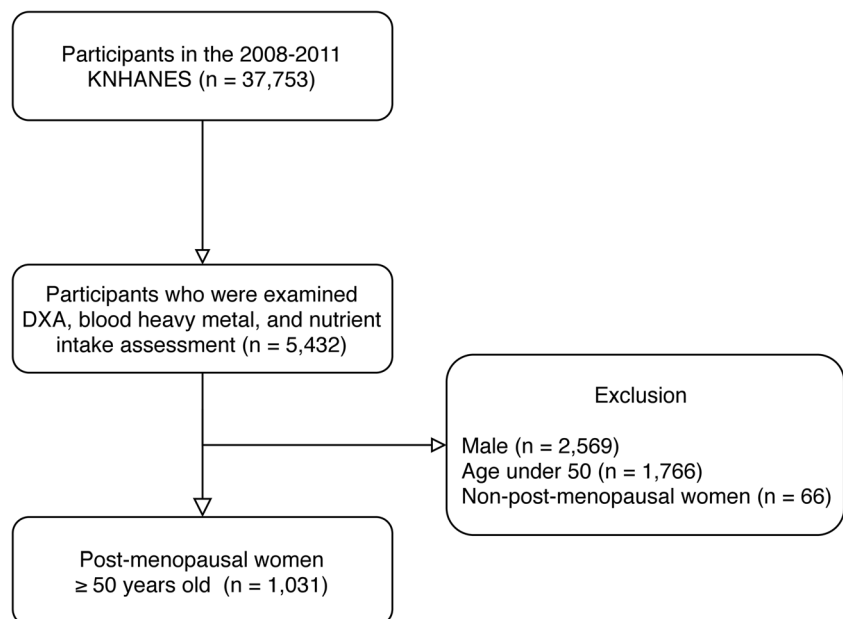 Participants in the 2008-2011
KNHANES (n = 37,753)
Participants who were examined
DXA, blood heavy metal, and nutrient
intake assessment (n = 5,432)
Exclusion
Male (n = 2,569)
Age under 50 (n = 1,766)
Non-post-menopausal women (n = 66)
Post-menopausal women
≥ 50 years old (n = 1,031)